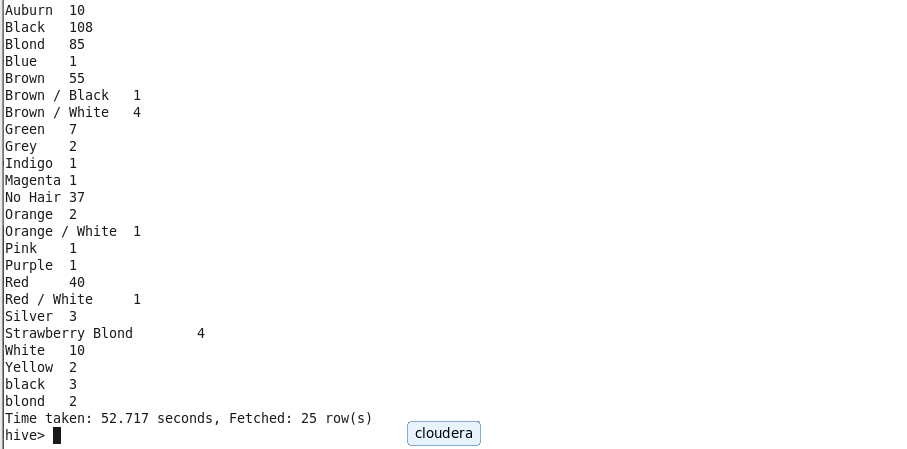 Auburn 10
Black 108
Blond 85
Blue 1
Brown 55
Brown / Black 1
Brown / White 4
Green 7
Grey 2
Indigo 1
Magenta 1
No Hair 37
Orange 2
Orange / White 1
Pink 1
Purple 1
Red 40
Red / White 1
Silver 3
Strawberry Blond 4
White 10
Yellow 2
black 3
blond 2
Time taken: 52.717 seconds, Fetched: 25 row(s)
hive>
cloudera